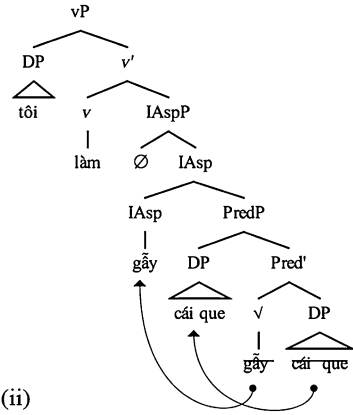 vP
DP v'
tôi v IAspP
làm ∅ IAsp
IAsp PredP
gẫy DP Pred'
cái que √ DP
gẫy cái que
(ii)